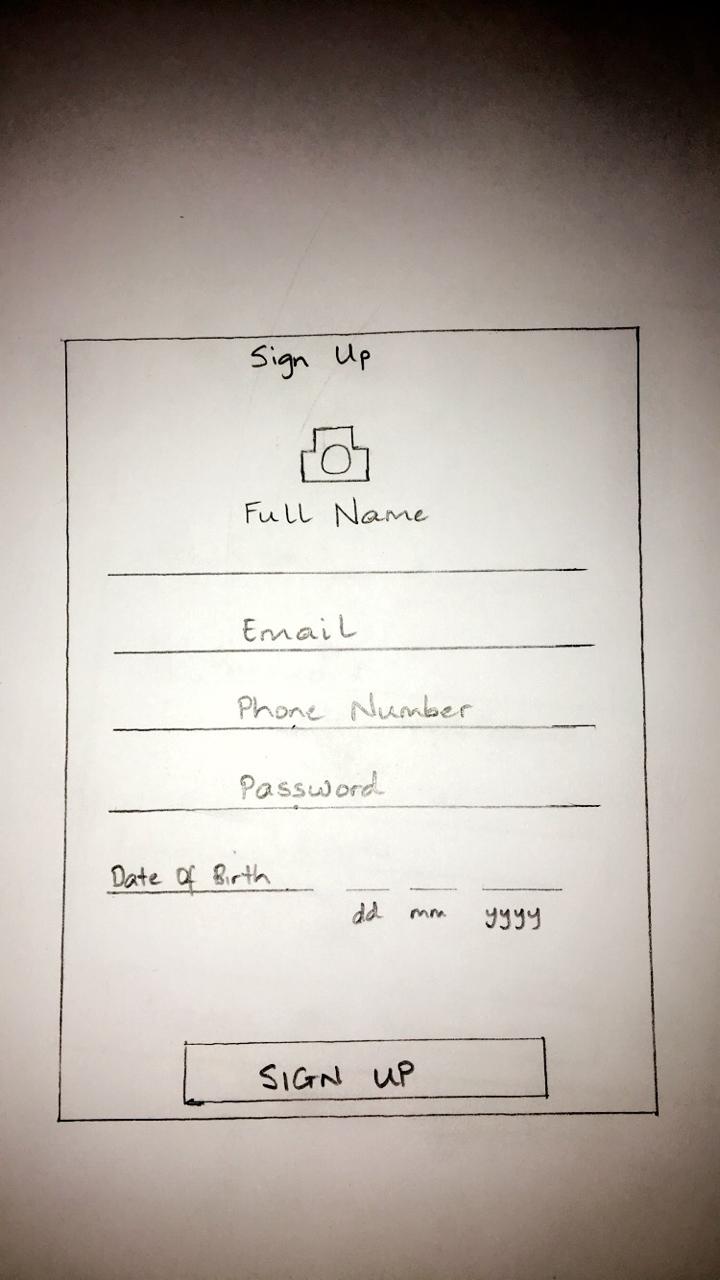 Sign Up
Full Name
Email
Phone Number
Password
Date Of Birth
dd mm yyyy
SIGN UP